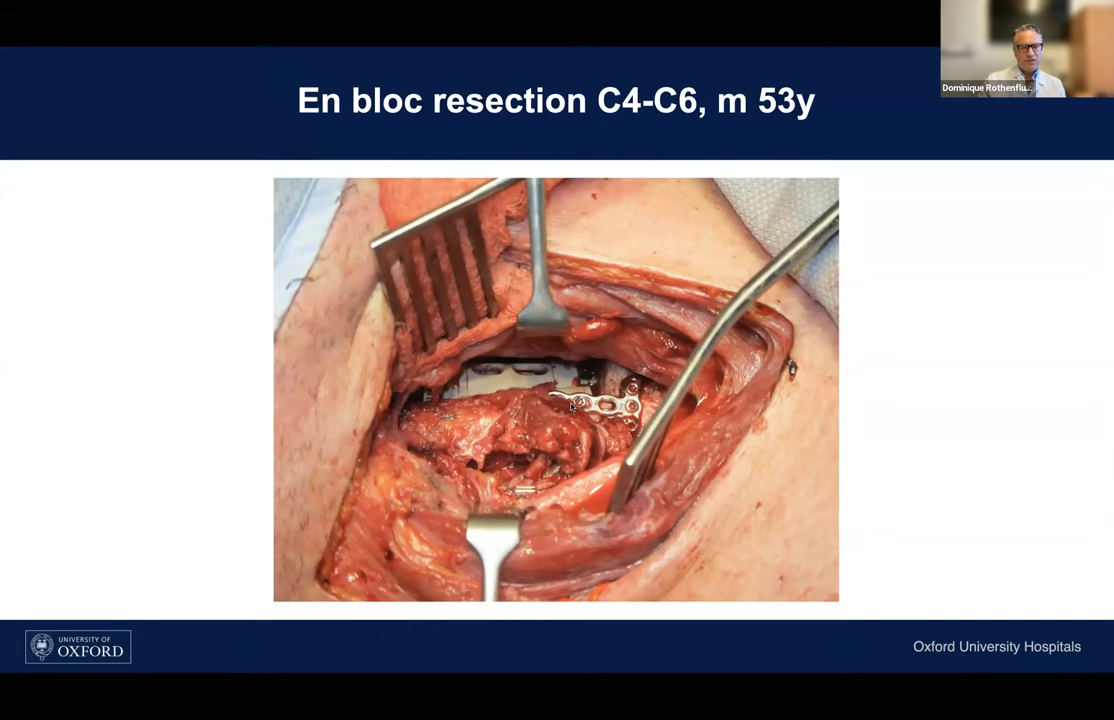 Dominique Rothenflu...
En bloc resection C4-C6, m 53y
UNIVERSITY OF
OXFORD
Oxford University Hospitals